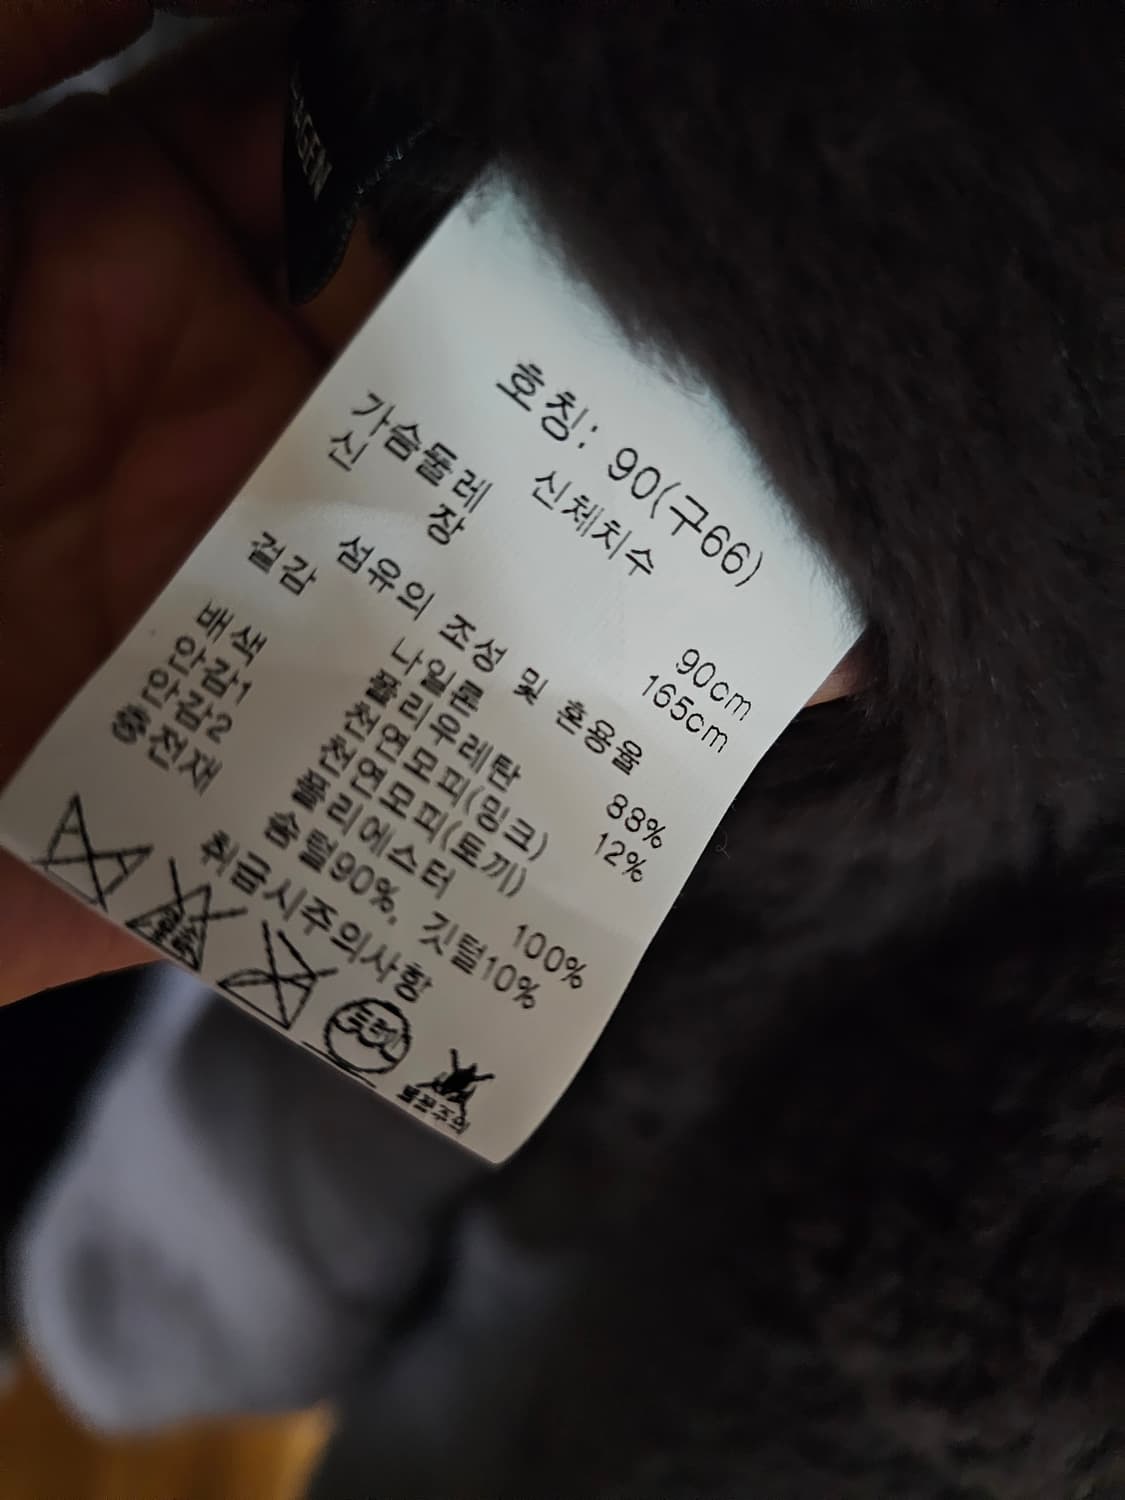 호칭: 90(구66)
신체치수
가슴둘레 90cm
신 장 165cm
섬유의 조성 및 혼용율
겉감 나일론 88%
폴리우레탄 12%
배색 천연모피(밍크)
안감1 천연모피(토끼)
안감2 폴리에스터 100%
충전재 솜털90%, 깃털10%
취급시주의사항